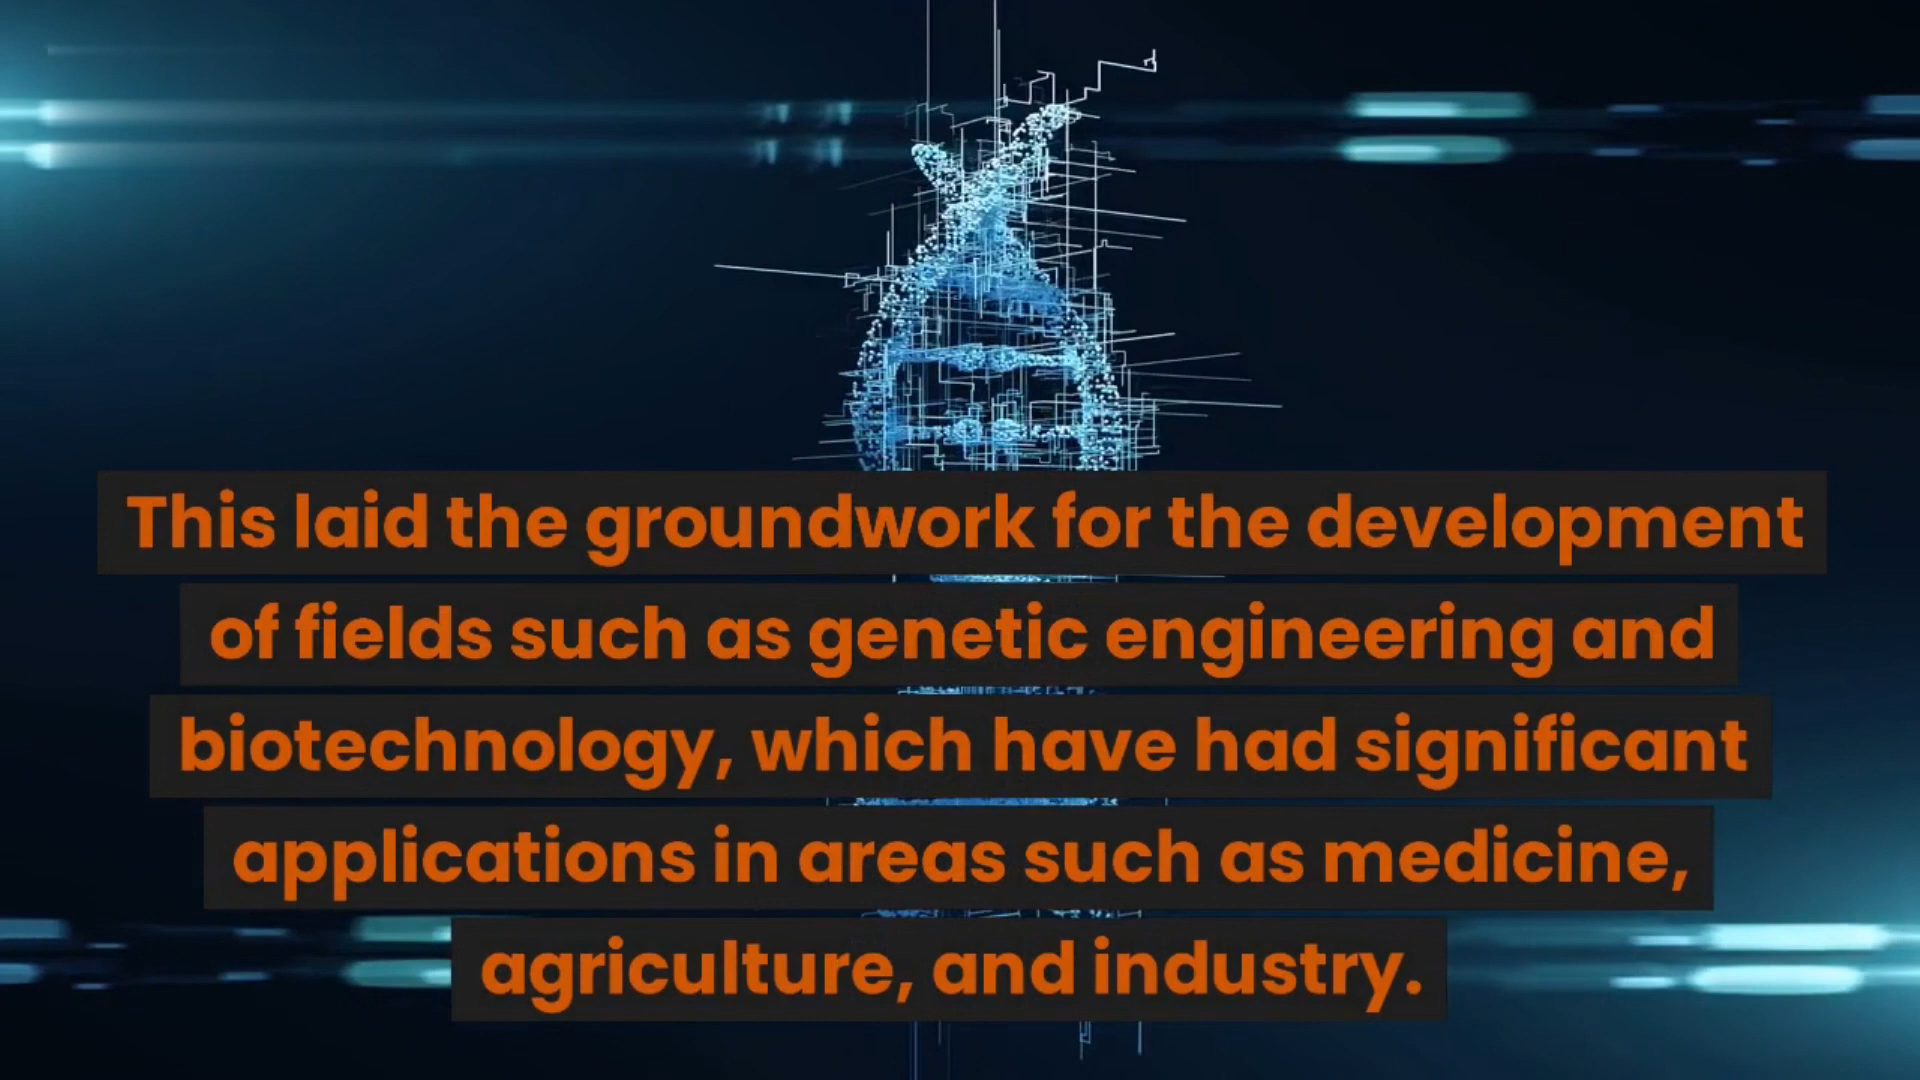 This laid the groundwork for the development
of fields such as genetic engineering and
biotechnology, which have had significant
applications in areas such as medicine,
agriculture, and industry.